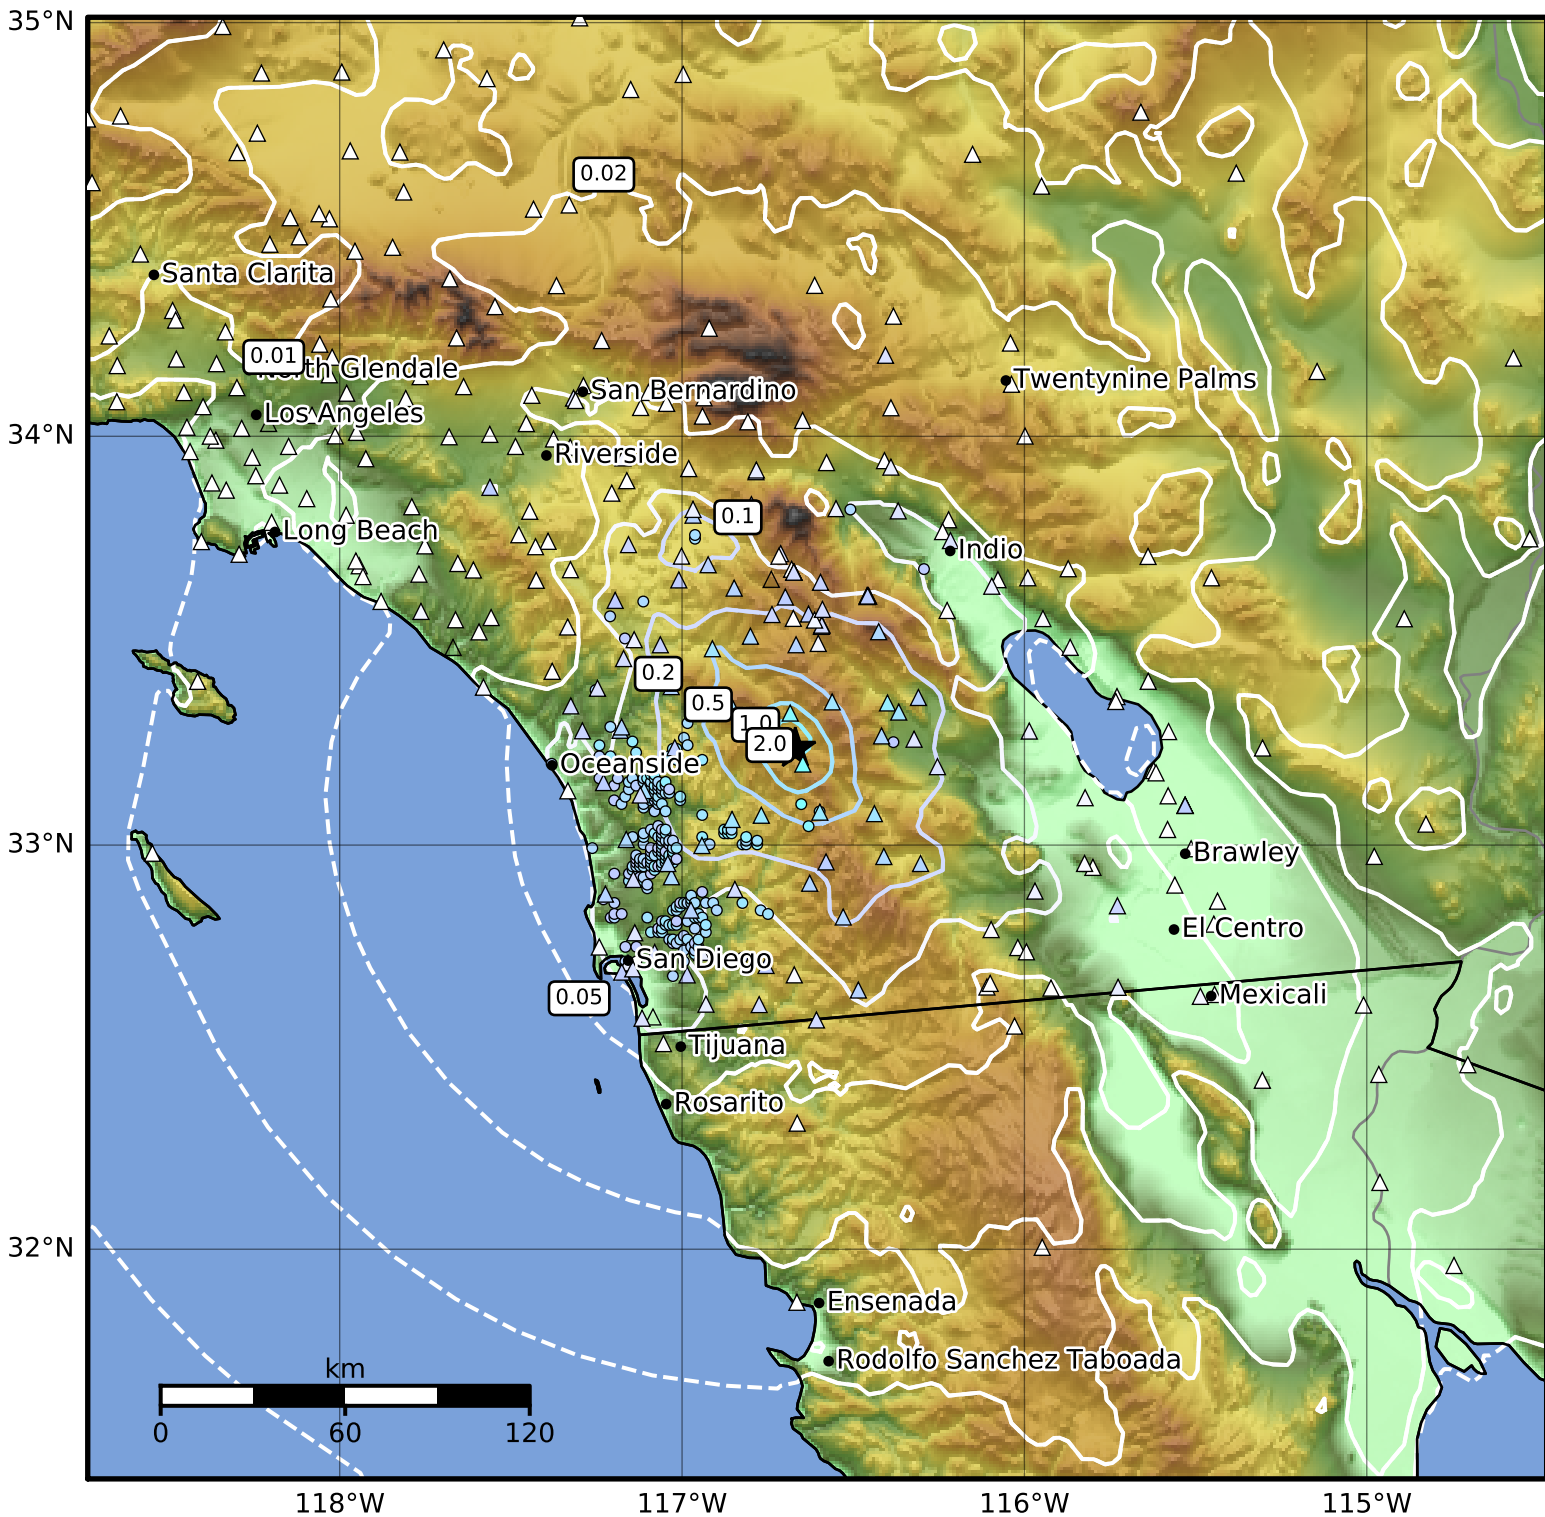 35°N
0.02
Santa Clarita
0.01
North Glendale
San Bernardino
Twentynine Palms
Los Angeles
34°N
Riverside
0.1
Long Beach
Indio
0.2
0.5
1.0
2.0
Oceanside
33°N
Brawley
El Centro
San Diego
0.05
Mexicali
Tijuana
Rosarito
32°N
Ensenada
Rodolfo Sanchez Taboada
km
0 60 120
118°W 117°W 116°W 115°W